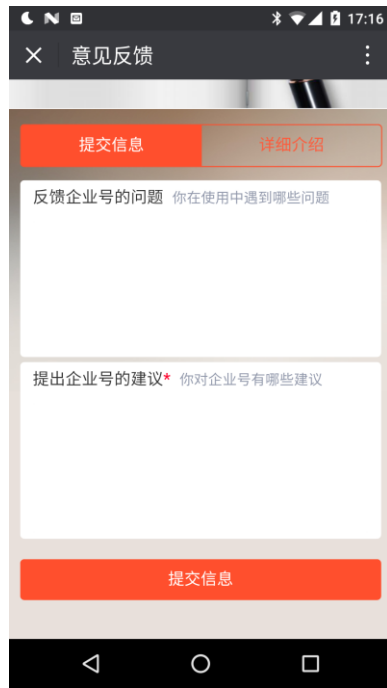 17:16
意见反馈
提交信息 详细介绍
反馈企业号的问题 你在使用中遇到哪些问题
提出企业号的建议* 你对企业号有哪些建议
提交信息